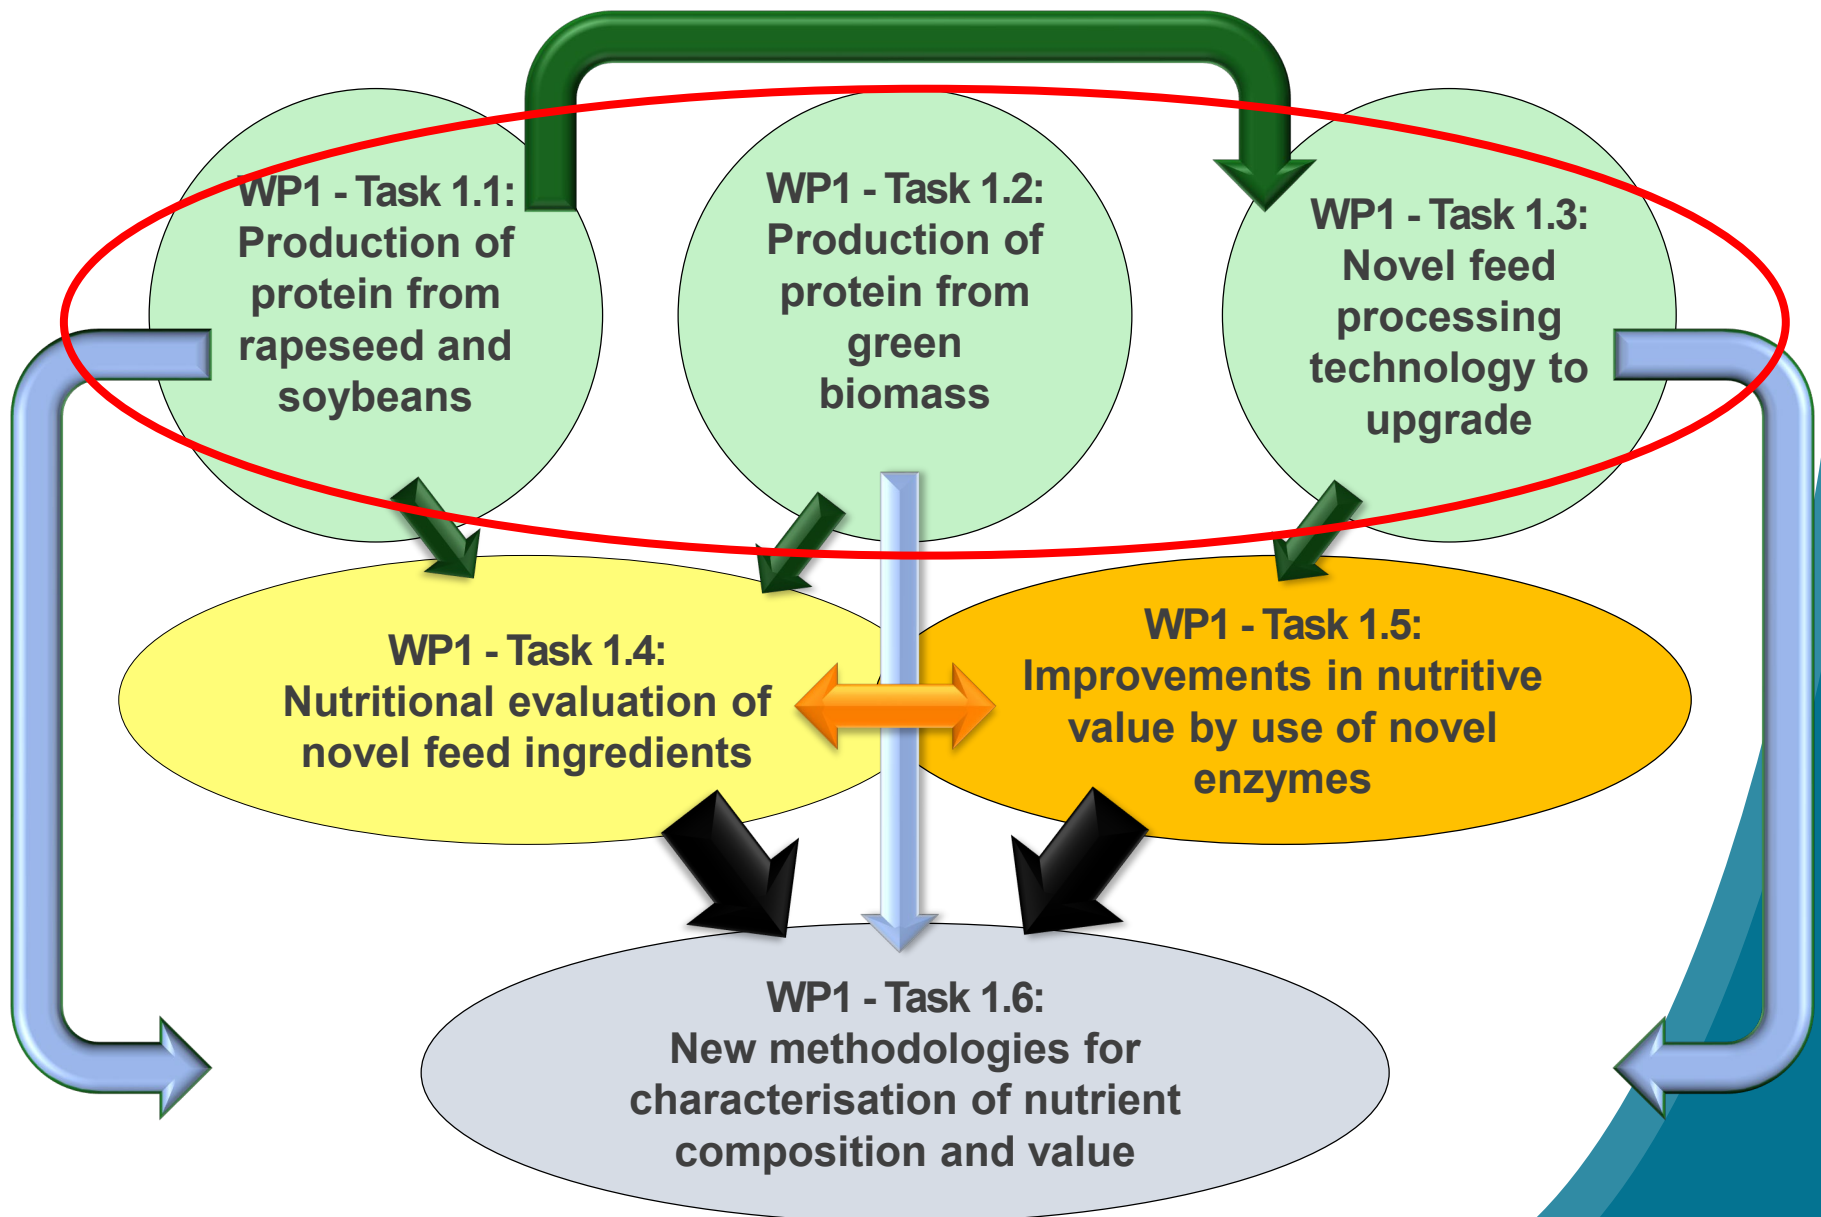 WP1 - Task 1.1:
Production of
protein from
rapeseed and
soybeans
WP1 - Task 1.2:
Production of
protein from
green
biomass
WP1 - Task 1.3:
Novel feed
processing
technology to
upgrade
WP1 - Task 1.4:
Nutritional evaluation of
novel feed ingredients
WP1 - Task 1.5:
Improvements in nutritive
value by use of novel
enzymes
WP1 - Task 1.6:
New methodologies for
characterisation of nutrient
composition and value